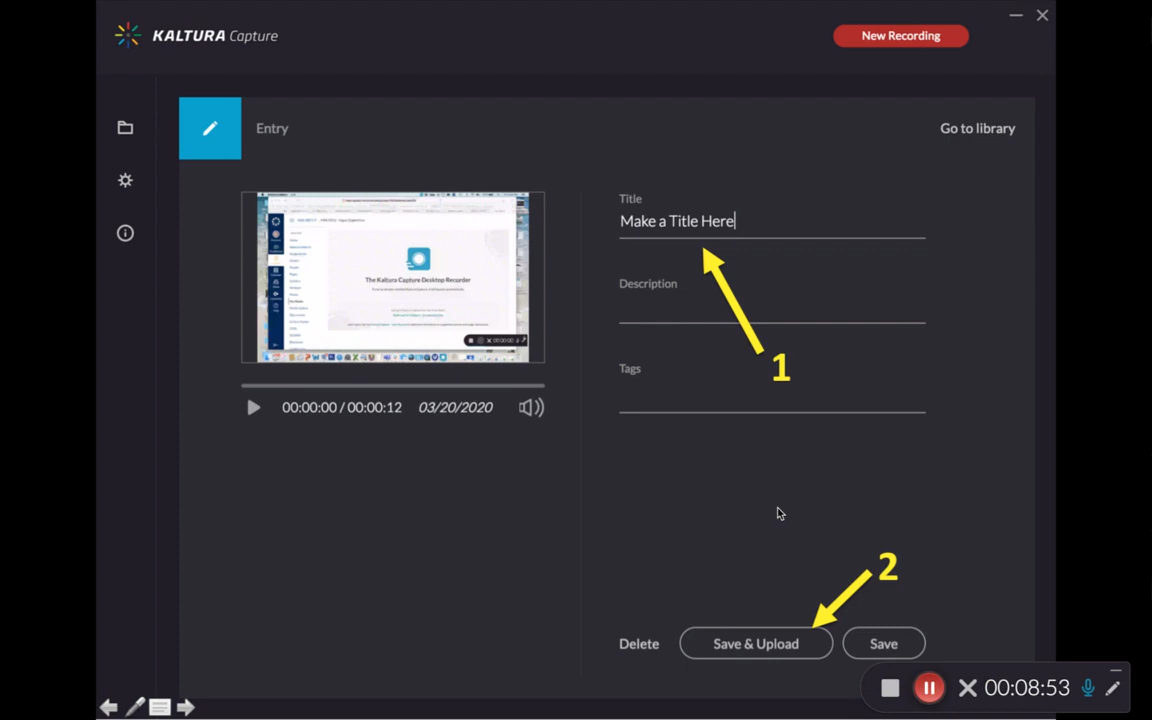 KALTURA Capture
New Recording
Entry
Go to library
Title
Make a Title Here
1
Description
Tags
The Kaltura Capture Desktop Recorder
00:00:00 / 00:00:12 03/20/2020
2
Delete
Save & Upload
Save
00:08:53